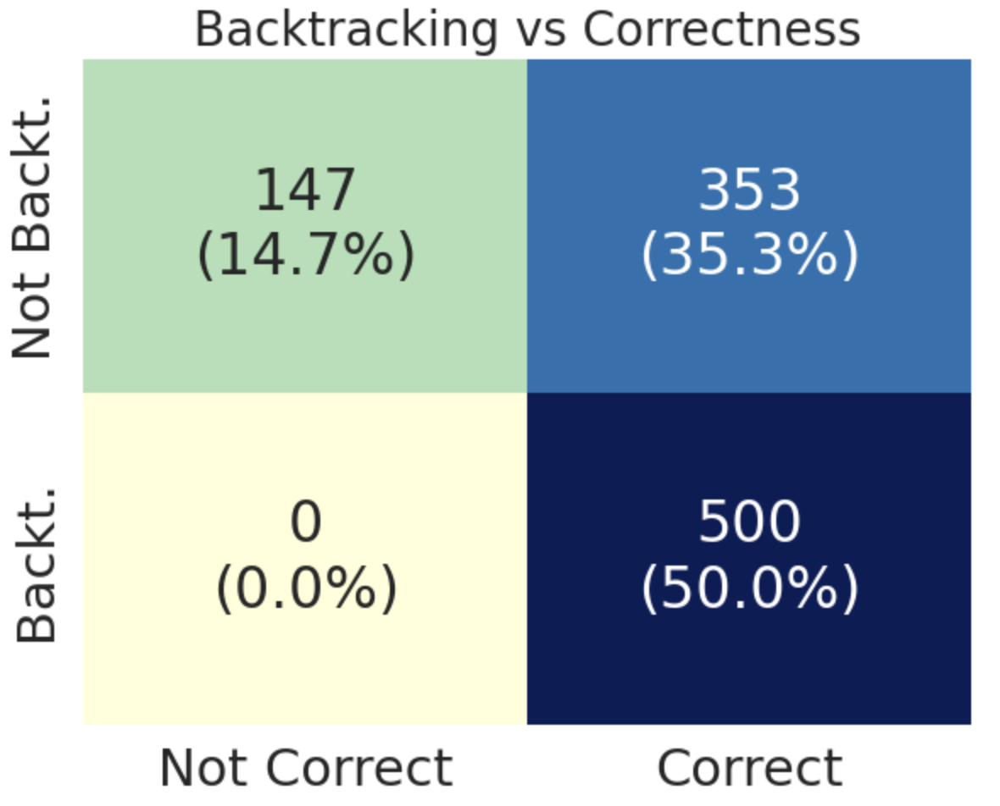 Backtracking vs Correctness
Not Backt.
147
(14.7%)
353
(35.3%)
Backt.
0
(0.0%)
500
(50.0%)
Not Correct
Correct